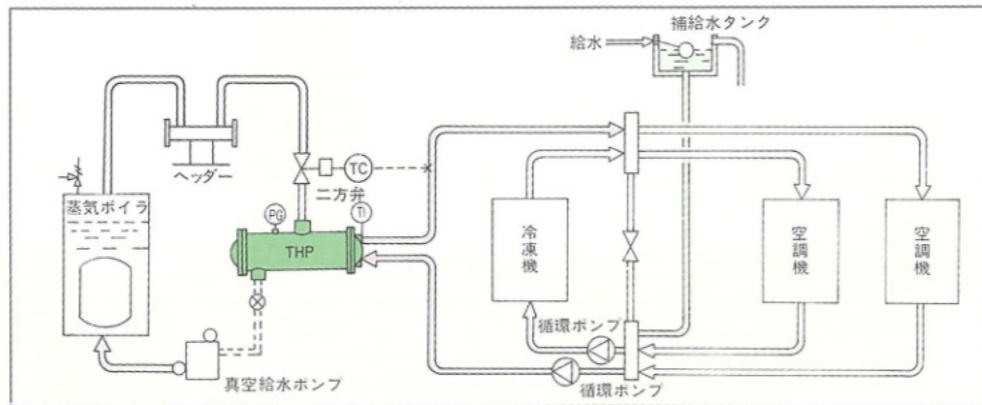 補給水タンク
給水
ヘッダー
TC
二方弁
蒸気ボイラ
PG
TI
THP
冷凍機
空調機
空調機
循環ポンプ
真空給水ポンプ
循環ポンプ